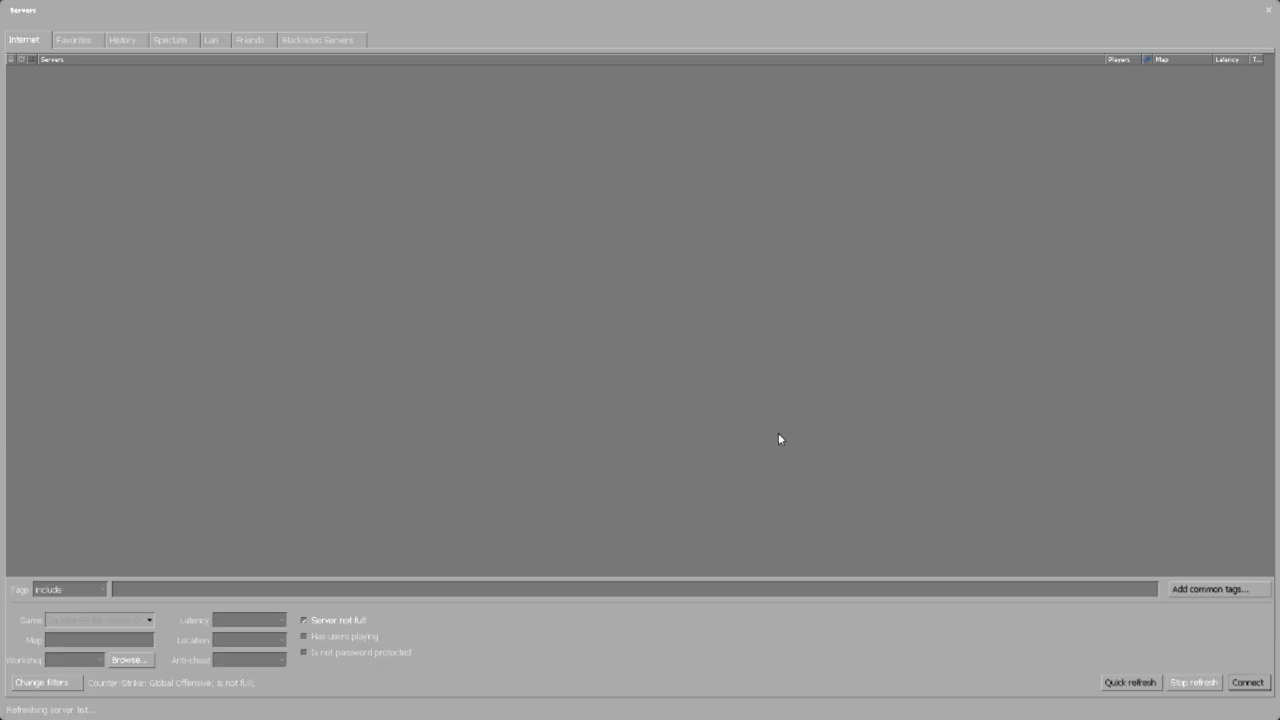 Servers
Internet Favorites History Spectate Lan Friends Blacklisted Servers
Servers Players Map Latency T...
Tags include Add common tags...
Game Latency Server not full
Map Location Has users playing
Workshop Browse... Anti-cheat Is not password protected
Change filters Counter-Strike: Global Offensive; is not full; Quick refresh Stop refresh Connect
Refreshing server list...